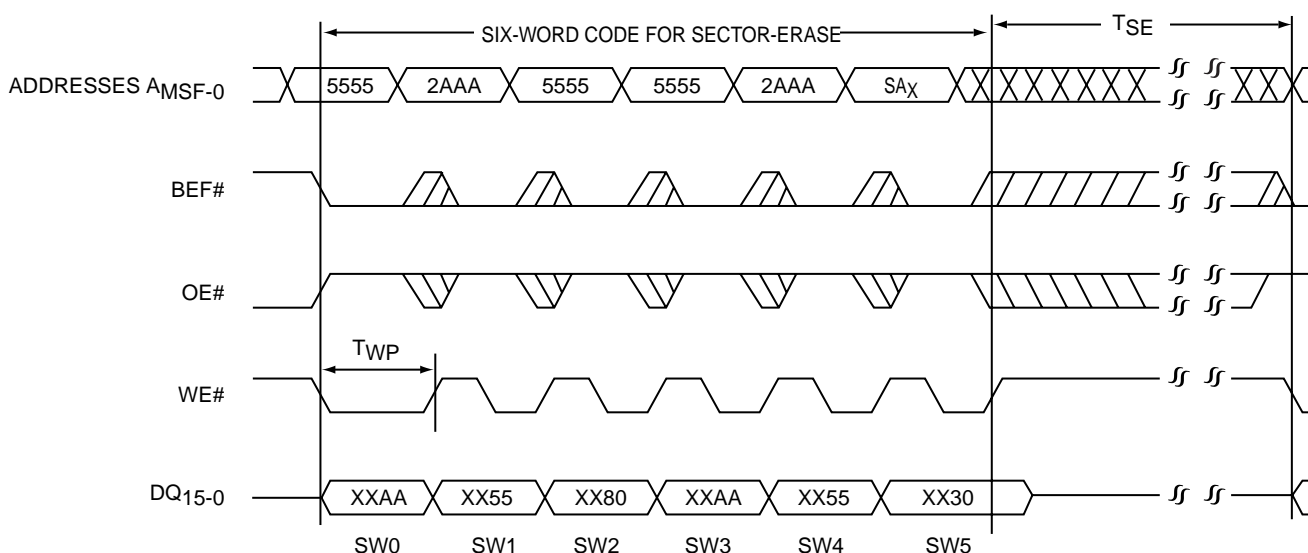 SIX-WORD CODE FOR SECTOR-ERASE
TSE
ADDRESSES AMSF-0
5555 2AAA 5555 5555 2AAA SAX
BEF#
OE#
TWP
WE#
DQ15-0
XXAA XX55 XX80 XXAA XX55 XX30
SW0 SW1 SW2 SW3 SW4 SW5